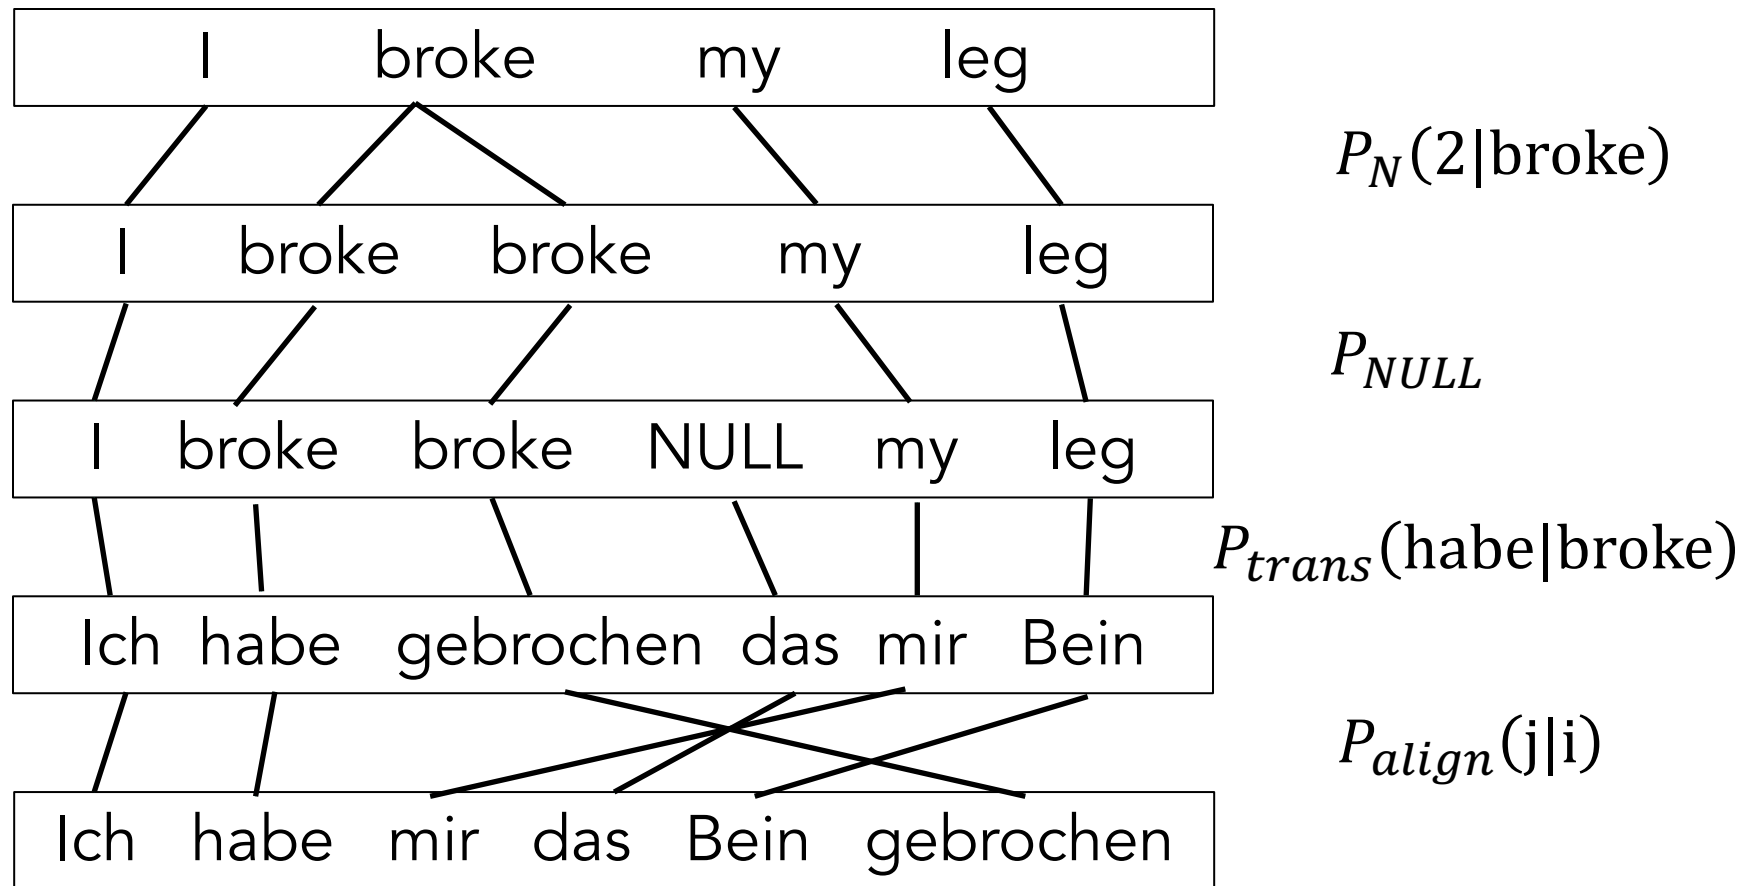 I broke my leg
P_N(2|broke)
I broke broke my leg
P_NULL
I broke broke NULL my leg
P_trans(habe|broke)
Ich habe gebrochen das mir Bein
P_align(j|i)
Ich habe mir das Bein gebrochen